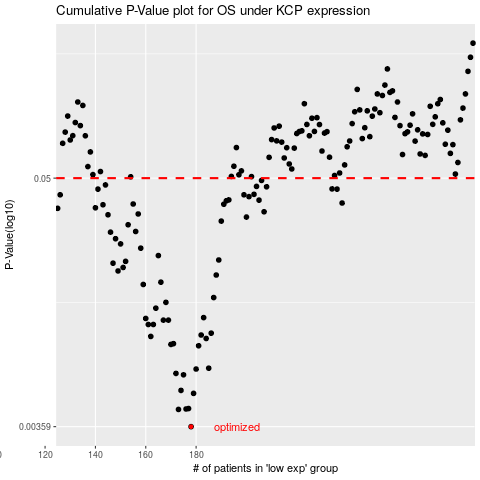 Cumulative P-Value plot for OS under KCP expression
P-Value(log10)
0.05
0.00359
optimized
0 120 140 160 180
# of patients in 'low exp' group